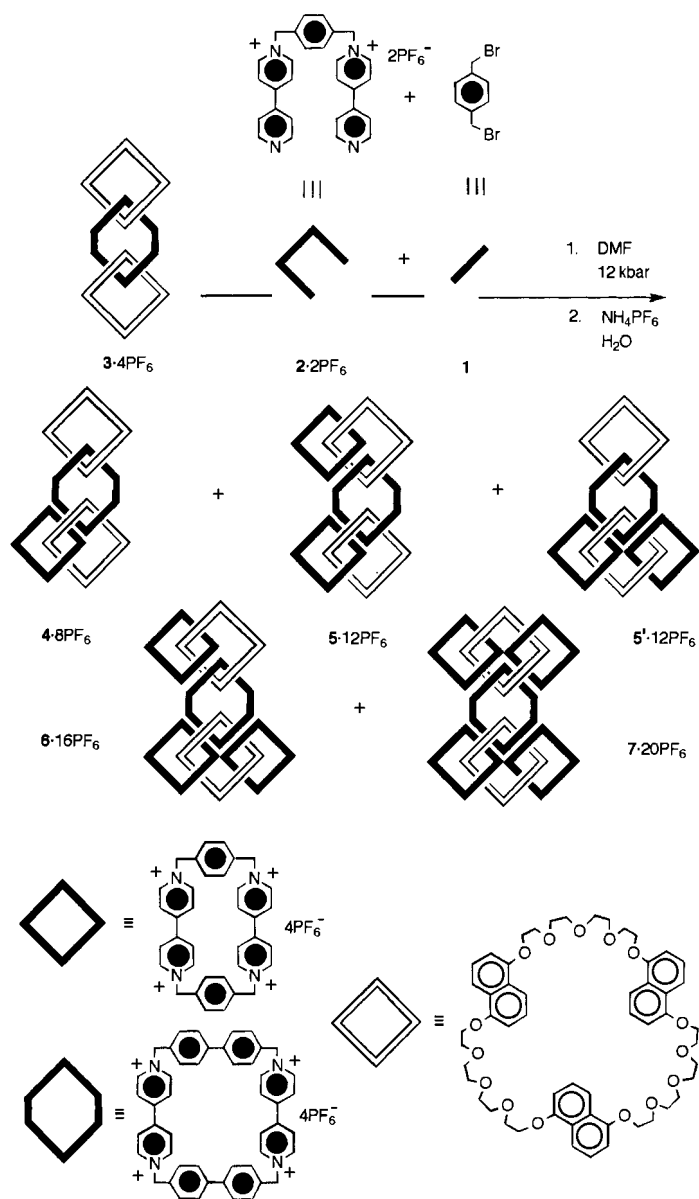 Br
N + + N 2PF₆⁻ +
Br
N N
||| |||
+ 1. DMF
12 kbar
2. NH₄PF₆
H₂O
3·4PF₆ 2·2PF₆ 1
+ +
4·8PF₆ 5·12PF₆ 5'·12PF₆
+
6·16PF₆ 7·20PF₆
+ N N +
≡ 4PF₆⁻
+ N N +
O O O O O
O O
≡
O O
O O
O O
O O
+ N N +
≡ 4PF₆⁻
+ N N +